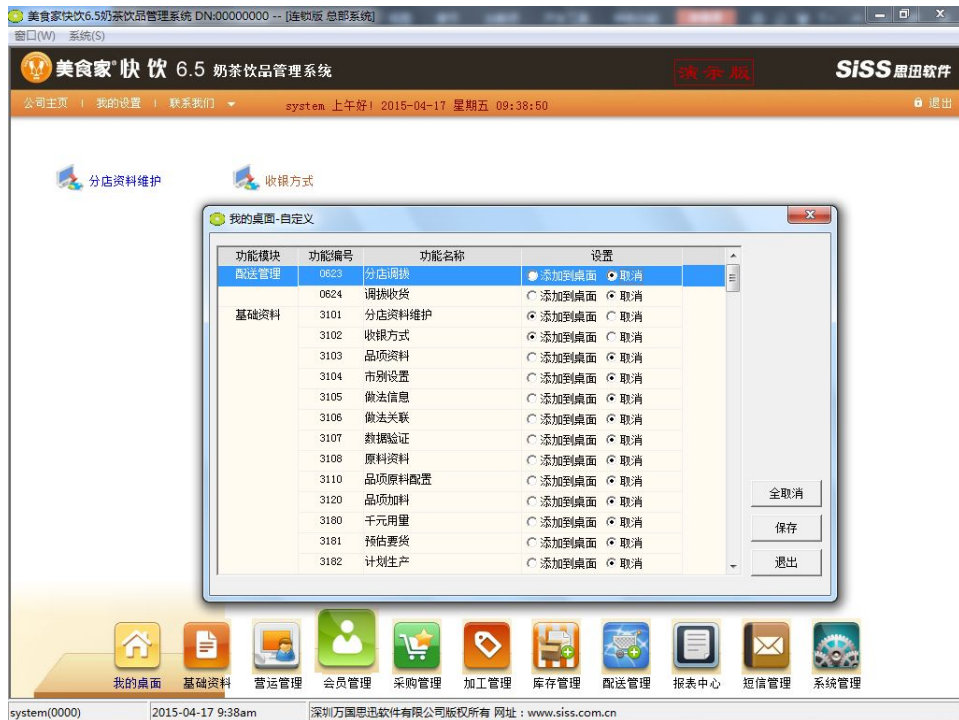 美食家快饮6.5奶茶饮品管理系统 DN:00000000 -- [连锁版 总部系统]
窗口(W) 系统(S)
美食家®快饮 6.5 奶茶饮品管理系统 演示版 SiSS 思迅软件
公司主页 | 我的设置 | 联系我们 system 上午好! 2015-04-17 星期五 09:38:50 退出
分店资料维护 收银方式
我的桌面-自定义
功能模块 功能编号 功能名称 设置
配送管理 0623 分店调拨 添加到桌面 取消
0624 调拨收货 添加到桌面 取消
基础资料 3101 分店资料维护 添加到桌面 取消
3102 收银方式 添加到桌面 取消
3103 品项资料 添加到桌面 取消
3104 市别设置 添加到桌面 取消
3105 做法信息 添加到桌面 取消
3106 做法关联 添加到桌面 取消
3107 数据验证 添加到桌面 取消
3108 原料资料 添加到桌面 取消
3110 品项原料配置 添加到桌面 取消
3120 品项加料 添加到桌面 取消
3180 千元用量 添加到桌面 取消
3181 预估要货 添加到桌面 取消
3182 计划生产 添加到桌面 取消
全取消
保存
退出
我的桌面 基础资料 营运管理 会员管理 采购管理 加工管理 库存管理 配送管理 报表中心 短信管理 系统管理
system(0000) 2015-04-17 9:38am 深圳万国思迅软件有限公司版权所有 网址：www.siss.com.cn